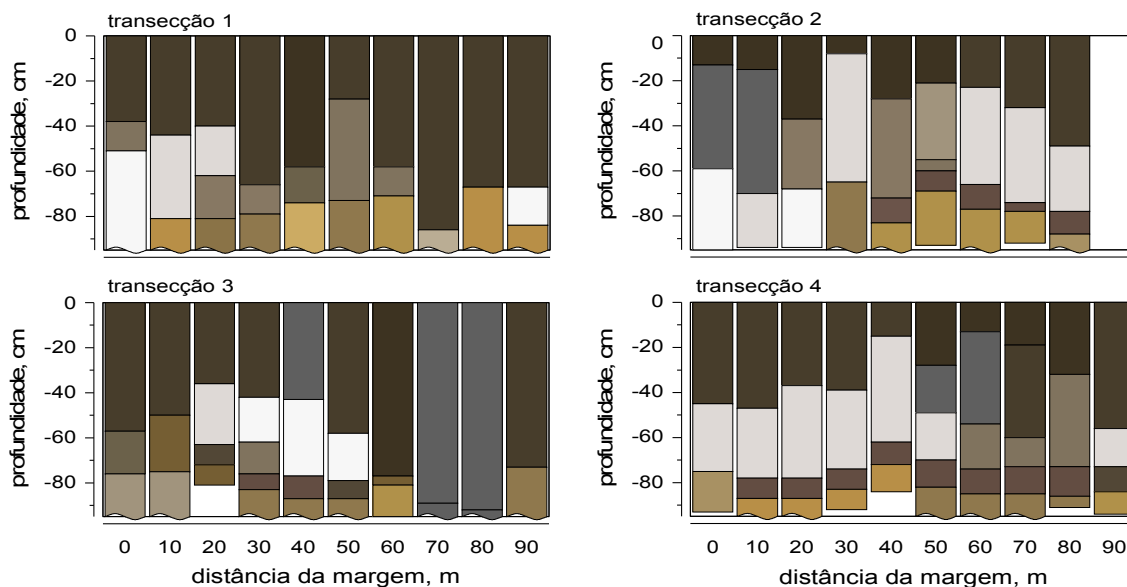 transecção 1
transecção 2
0
-20
-40
-60
-80
profundidade, cm
0
-20
-40
-60
-80
profundidade, cm
transecção 3
transecção 4
0
-20
-40
-60
-80
profundidade, cm
0
-20
-40
-60
-80
profundidade, cm
0 10 20 30 40 50 60 70 80 90
0 10 20 30 40 50 60 70 80 90
distância da margem, m
distância da margem, m